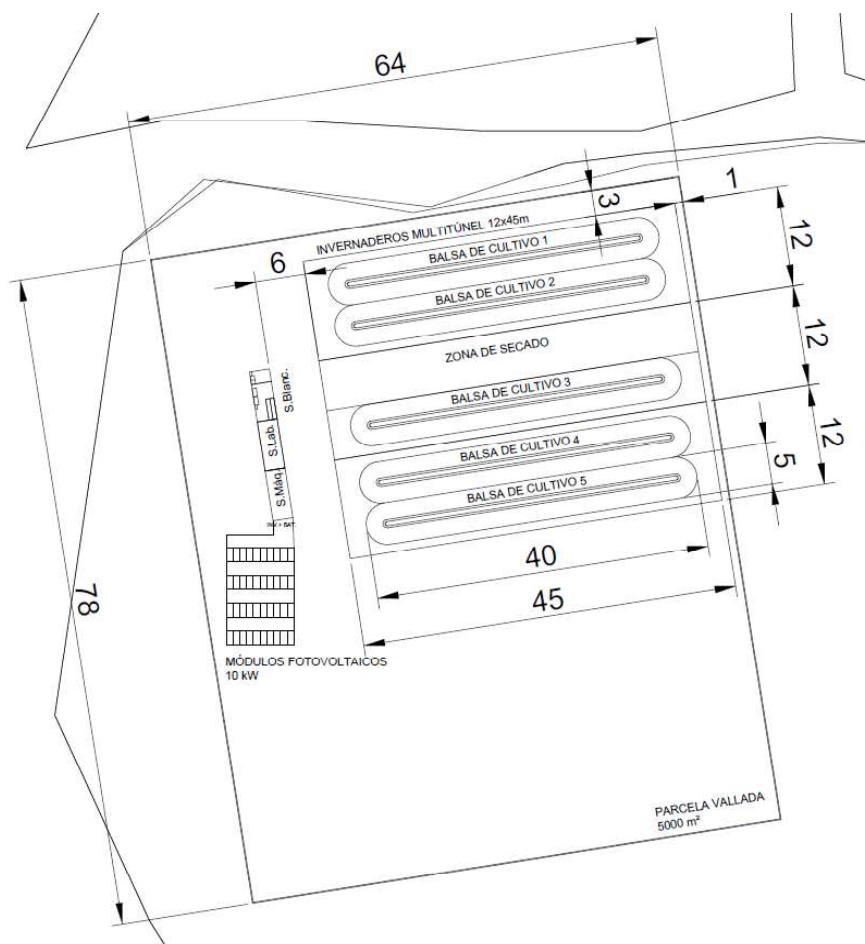 64
1
3
12
INVERNADEROS MULTITÚNEL 12x45m
6
BALSA DE CULTIVO 1
BALSA DE CULTIVO 2
12
ZONA DE SECADO
S.Blanc.
BALSA DE CULTIVO 3
12
S.Lab.
BALSA DE CULTIVO 4
5
S.Máq.
BALSA DE CULTIVO 5
40
45
78
MÓDULOS FOTOVOLTAICOS
10 kW
PARCELA VALLADA
5000 m²